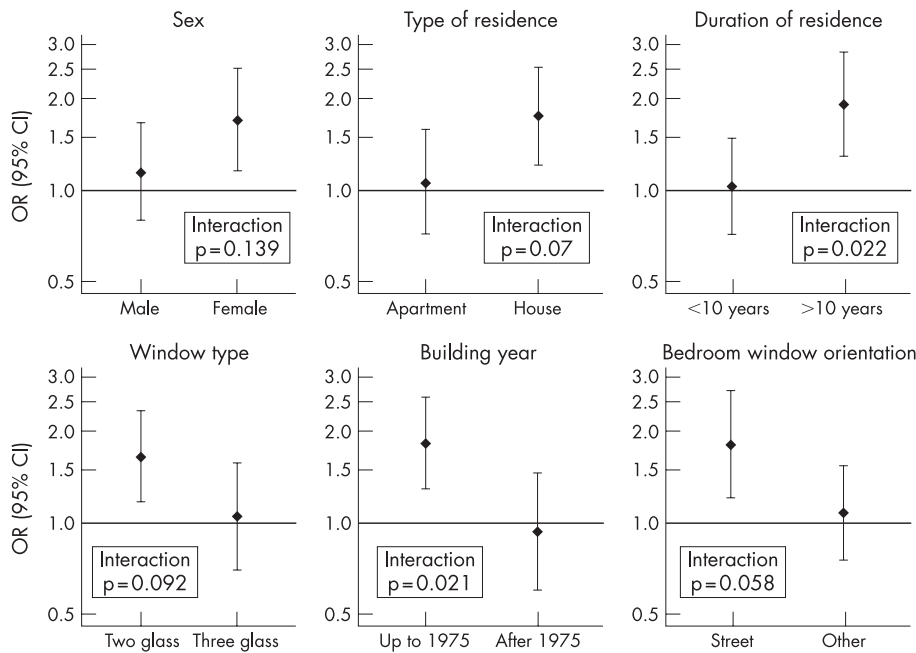 Sex
OR (95% CI)
3.0
2.5
2.0
1.5
1.0
0.5
Interaction
p=0.139
Male Female
Type of residence
3.0
2.5
2.0
1.5
1.0
0.5
Interaction
p=0.07
Apartment House
Duration of residence
3.0
2.5
2.0
1.5
1.0
0.5
Interaction
p=0.022
<10 years >10 years
Window type
OR (95% CI)
3.0
2.5
2.0
1.5
1.0
0.5
Interaction
p=0.092
Two glass Three glass
Building year
3.0
2.5
2.0
1.5
1.0
0.5
Interaction
p=0.021
Up to 1975 After 1975
Bedroom window orientation
3.0
2.5
2.0
1.5
1.0
0.5
Interaction
p=0.058
Street Other